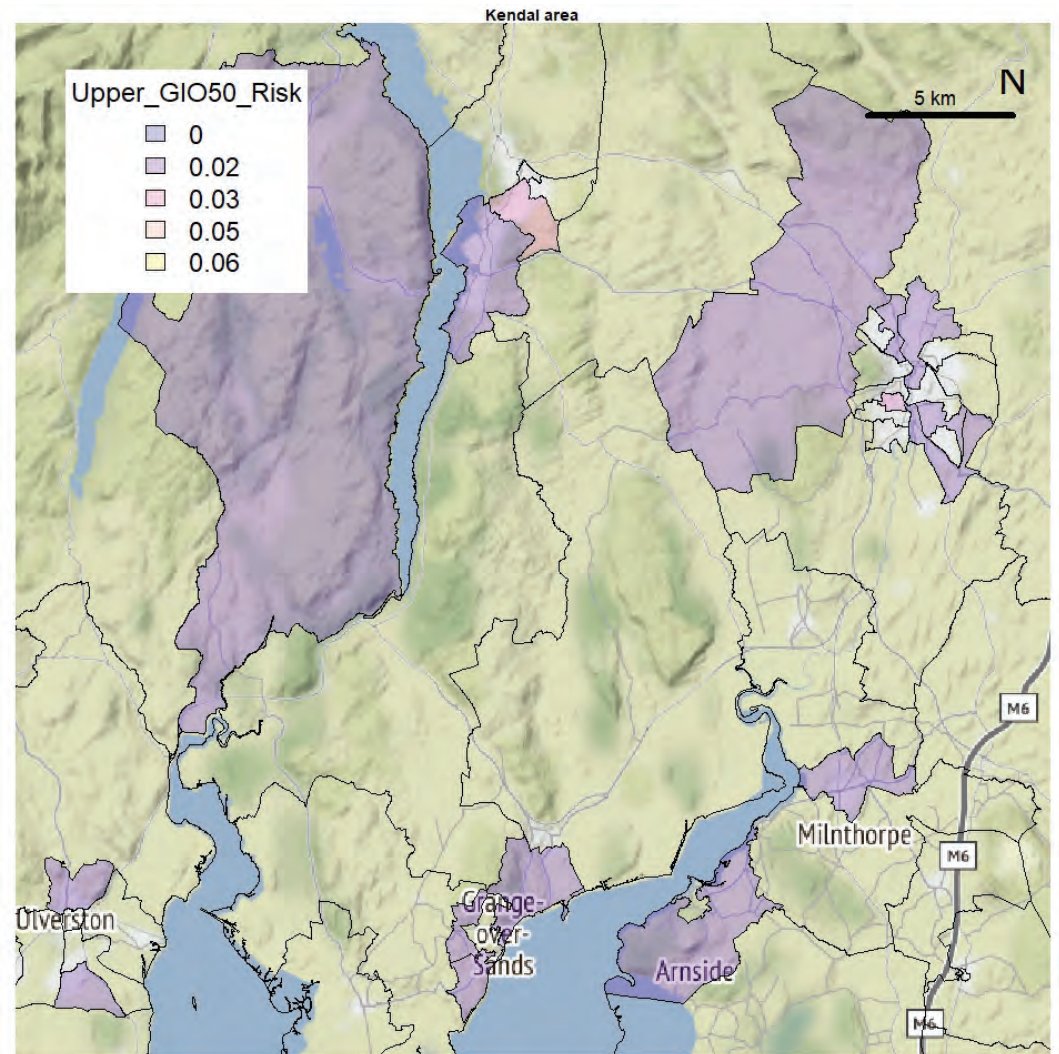 Kendal area
Upper_GIO50_Risk
0
0.02
0.03
0.05
0.06
N
5 km
M6
Milnthorpe
M6
Ulverston
Grange-
over-
Sands
Arnside
M6